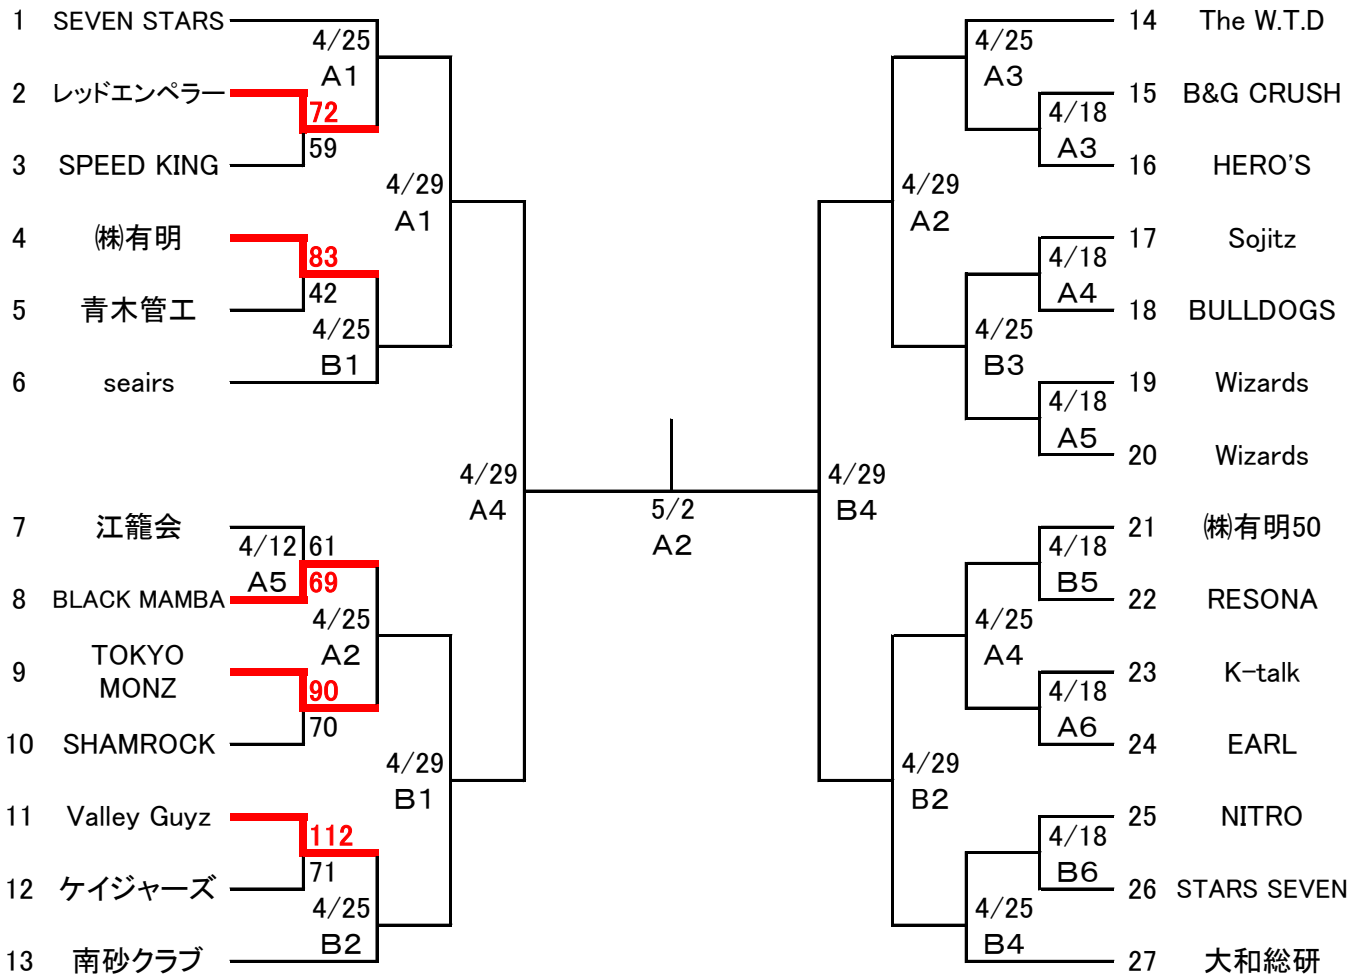 1 SEVEN STARS
4/25
A1
2 レッドエンペラー
72
59
3 SPEED KING
4/29
A1
4 ㈱有明
83
42
5 青木管工
4/25
B1
6 seairs
4/29
A4
7 江籠会
4/12
A5
61
69
8 BLACK MAMBA
4/25
A2
9 TOKYO
MONZ
90
70
10 SHAMROCK
4/29
B1
11 Valley Guyz
112
71
12 ケイジャーズ
4/25
B2
13 南砂クラブ
5/2
A2
14 The W.T.D
4/25
A3
15 B&G CRUSH
4/18
A3
16 HERO'S
4/29
A2
17 Sojitz
4/18
A4
18 BULLDOGS
4/25
B3
19 Wizards
4/18
A5
20 Wizards
4/29
B4
21 ㈱有明50
4/18
B5
22 RESONA
4/25
A4
23 K-talk
4/18
A6
24 EARL
4/29
B2
25 NITRO
4/18
B6
26 STARS SEVEN
4/25
B4
27 大和総研